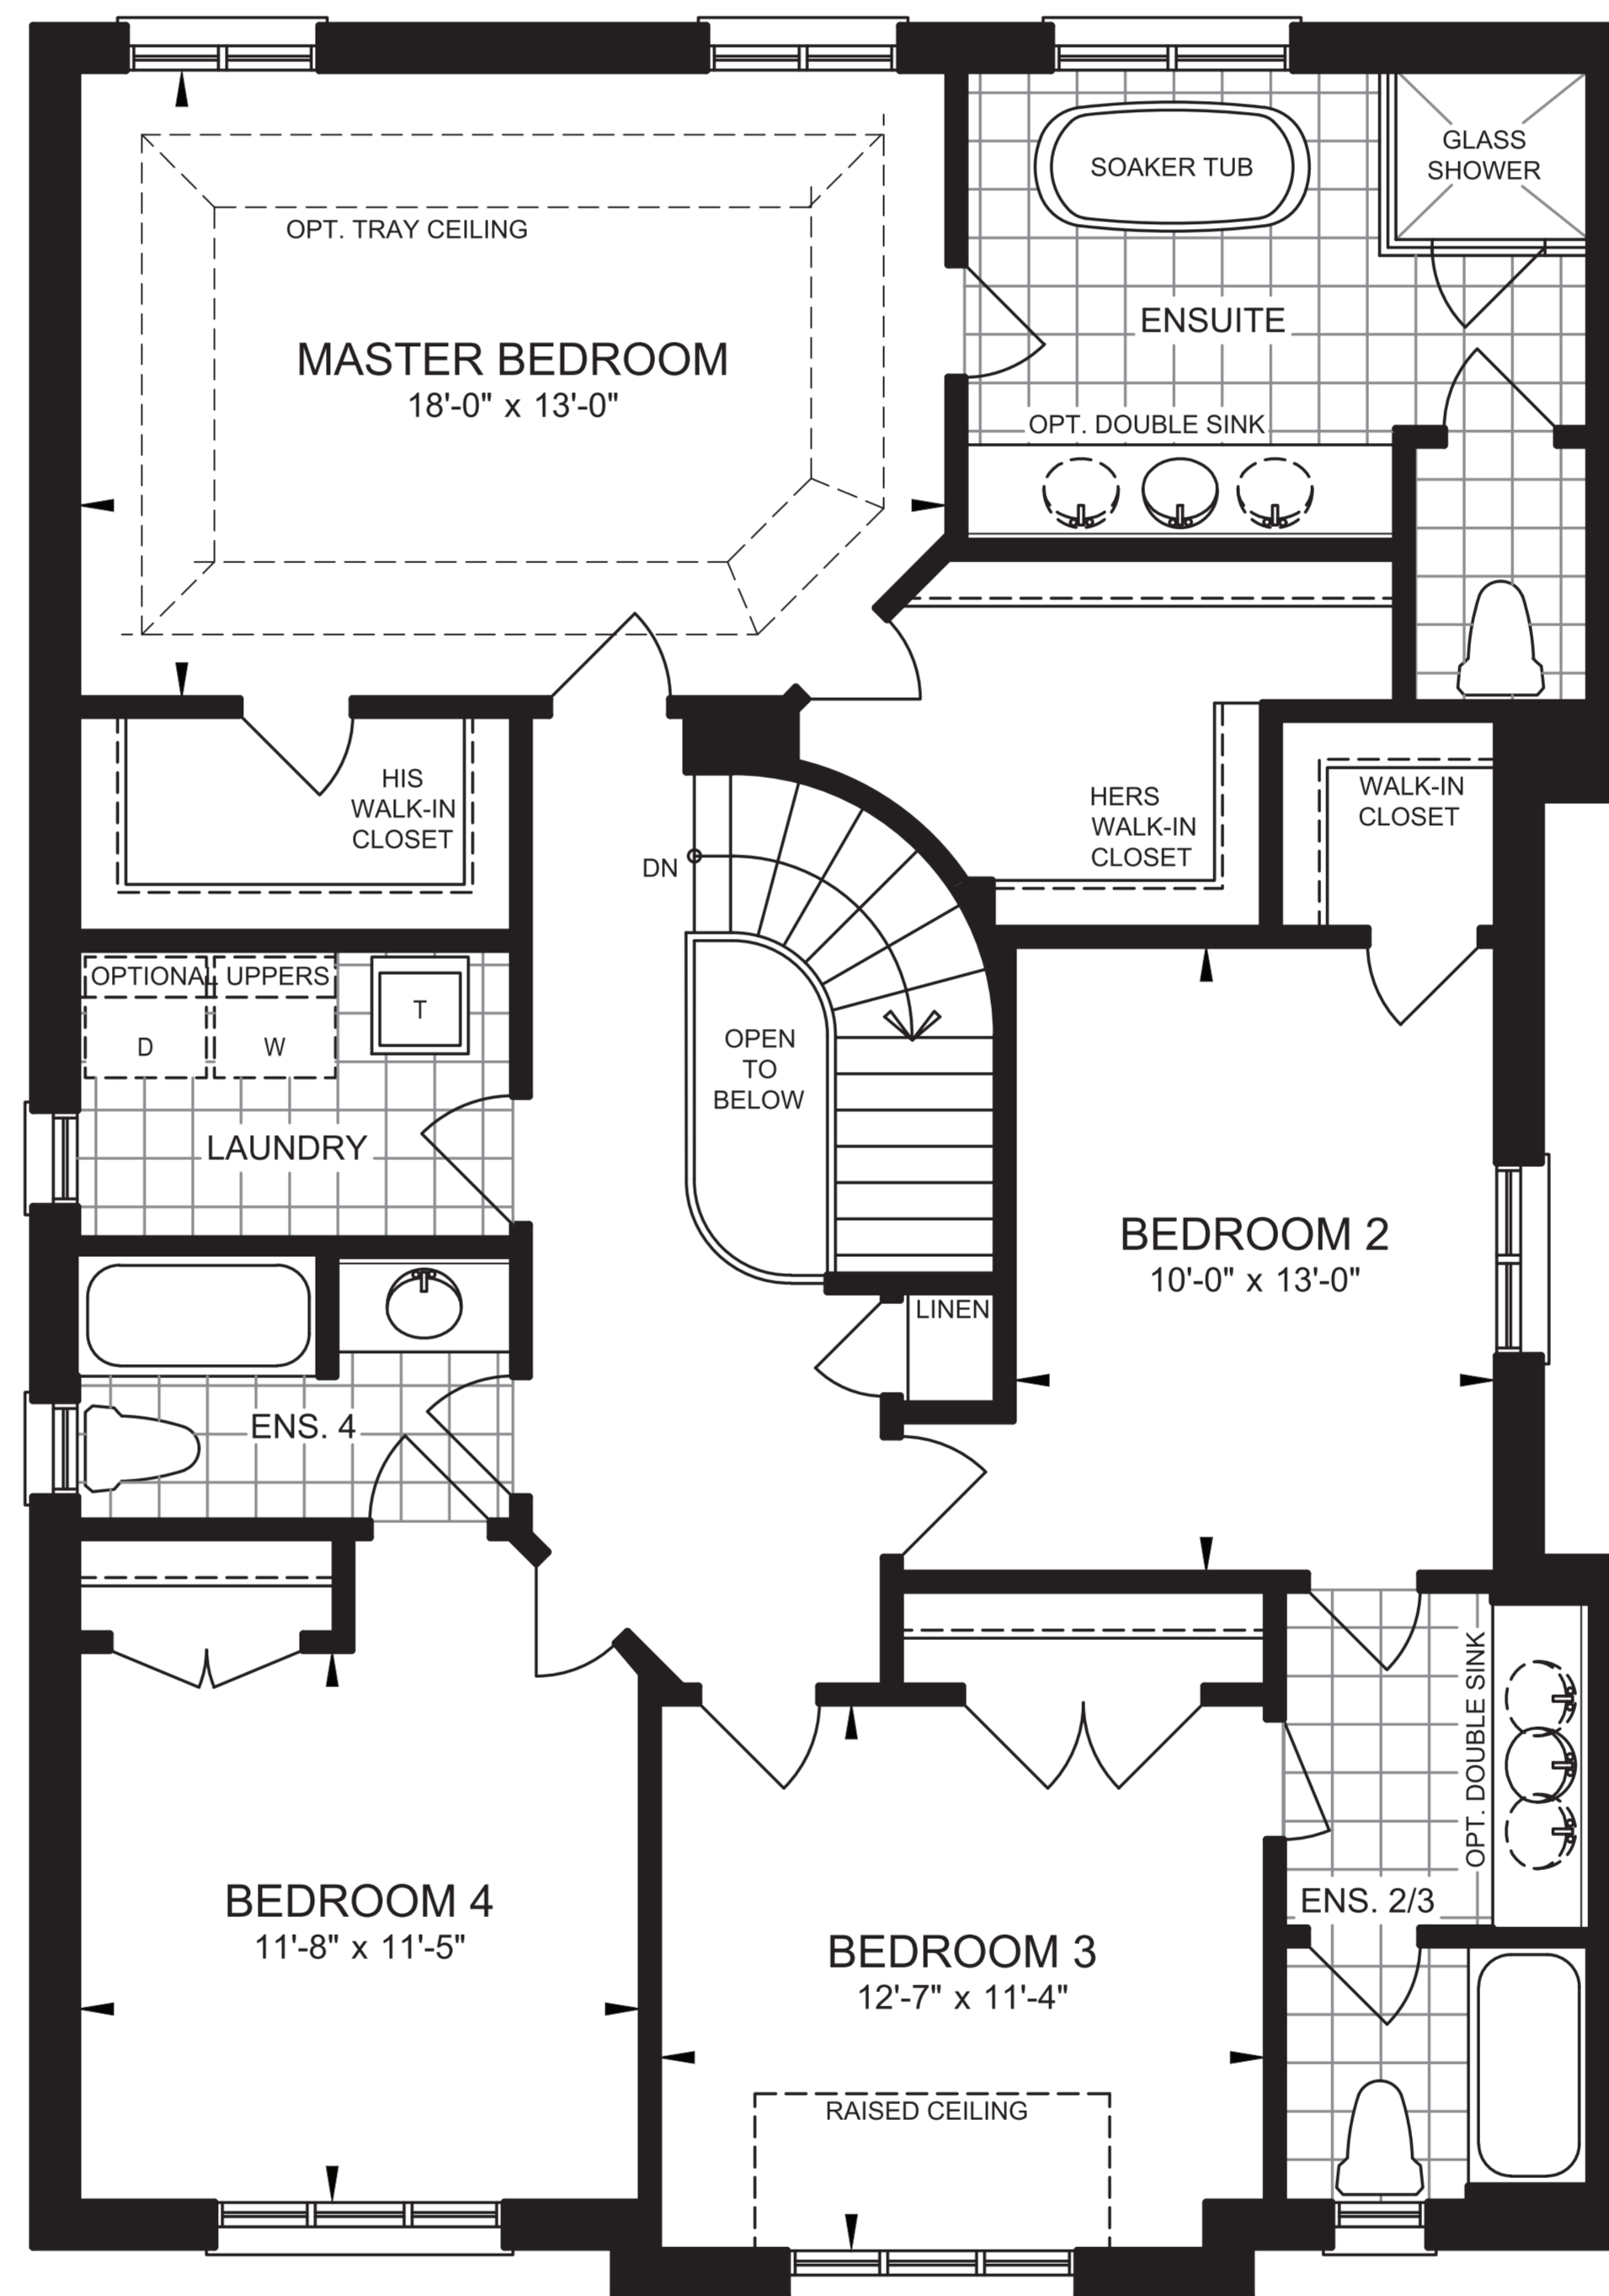 OPT. TRAY CEILING
MASTER BEDROOM
18'-0" x 13'-0"
SOAKER TUB
GLASS
SHOWER
ENSUITE
OPT. DOUBLE SINK
HIS
WALK-IN
CLOSET
HERS
WALK-IN
CLOSET
WALK-IN
CLOSET
DN
OPTIONAL UPPERS
D
W
T
LAUNDRY
OPEN
TO
BELOW
BEDROOM 2
10'-0" x 13'-0"
LINEN
ENS. 4
OPT. DOUBLE SINK
ENS. 2/3
BEDROOM 4
11'-8" x 11'-5"
BEDROOM 3
12'-7" x 11'-4"
RAISED CEILING